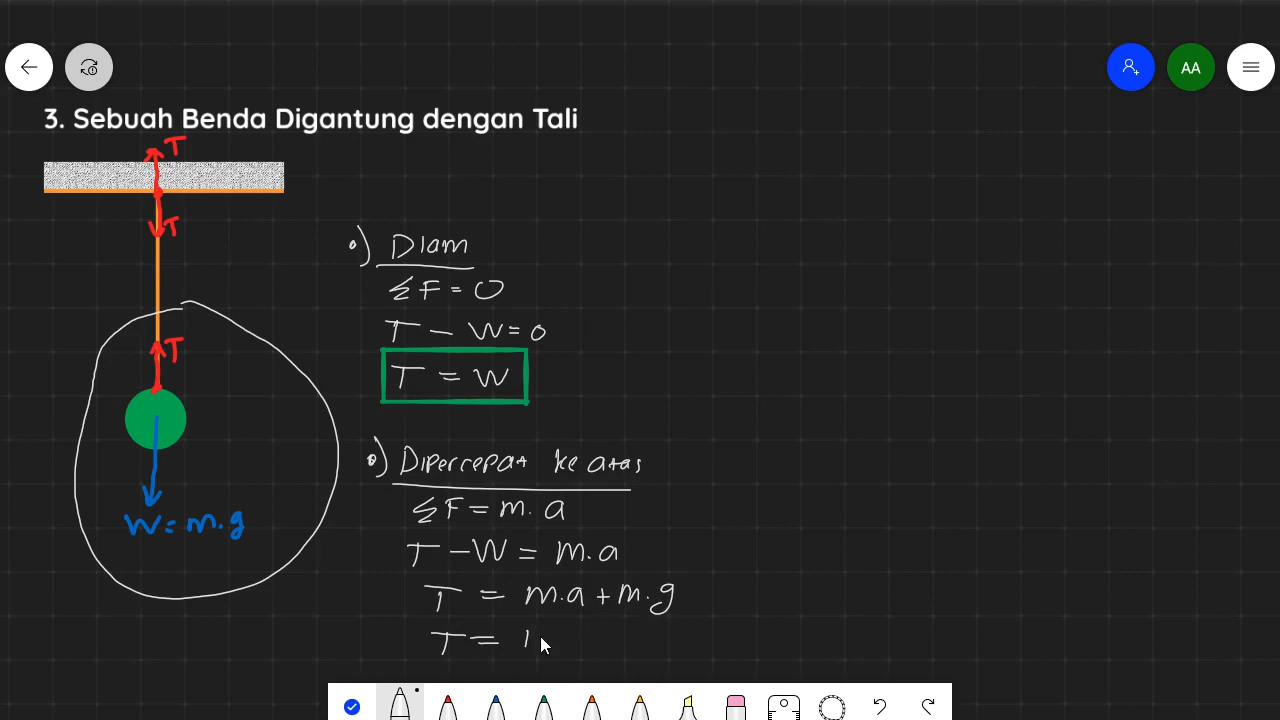 AA
3. Sebuah Benda Digantung dengan Tali
T
T
T
W = m.g
•) Diam
ΣF = 0
T - W = 0
T = W
•) Dipercepat ke atas
ΣF = m.a
T - W = m.a
T = m.a + m.g
T =